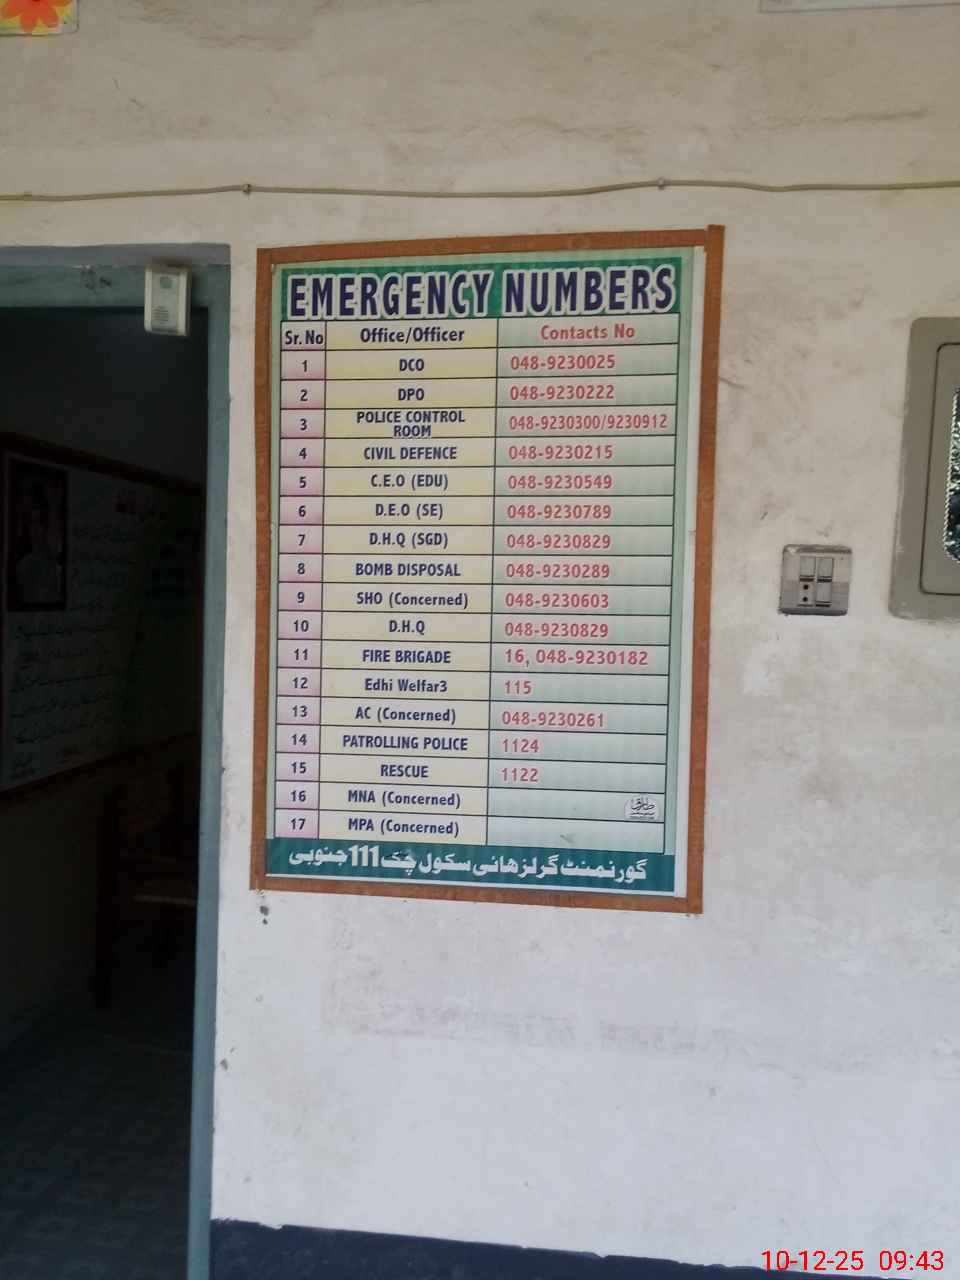 EMERGENCY NUMBERS
Sr. No Office/Officer Contacts No
1 DCO 048-9230025
2 DPO 048-9230222
3 POLICE CONTROL ROOM 048-9230300/9230912
4 CIVIL DEFENCE 048-9230215
5 C.E.O (EDU) 048-9230549
6 D.E.O (SE) 048-9230789
7 D.H.Q (SGD) 048-9230829
8 BOMB DISPOSAL 048-9230289
9 SHO (Concerned) 048-9230603
10 D.H.Q 048-9230829
11 FIRE BRIGADE 16, 048-9230182
12 Edhi Welfar3 115
13 AC (Concerned) 048-9230261
14 PATROLLING POLICE 1124
15 RESCUE 1122
16 MNA (Concerned)
17 MPA (Concerned)
گورنمنٹ گرلز ھائی سکول چک 111 جنوبی
10-12-25 09:43